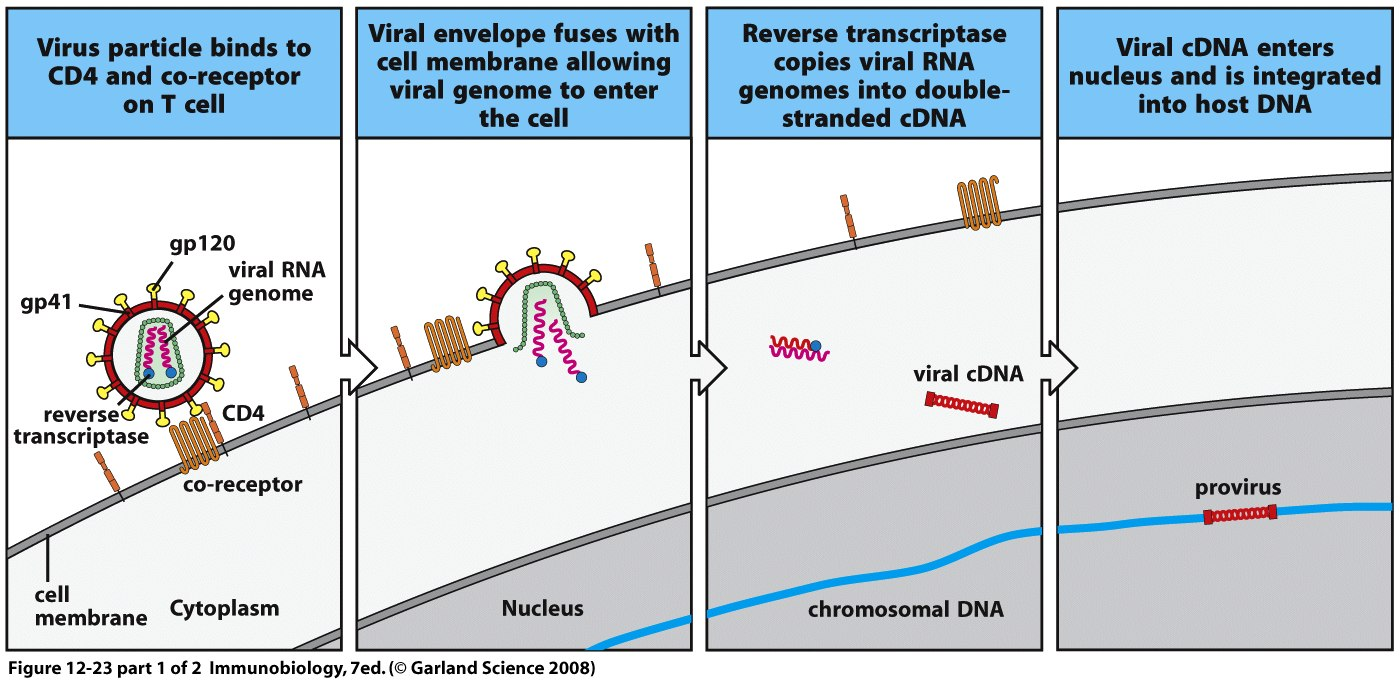 Virus particle binds to
CD4 and co-receptor
on T cell
Viral envelope fuses with
cell membrane allowing
viral genome to enter
the cell
Reverse transcriptase
copies viral RNA
genomes into double-
stranded cDNA
Viral cDNA enters
nucleus and is integrated
into host DNA
gp120
viral RNA
genome
gp41
reverse
transcriptase
CD4
co-receptor
cell
membrane
Cytoplasm
Nucleus
viral cDNA
chromosomal DNA
provirus
Figure 12-23 part 1 of 2 Immunobiology, 7ed. (© Garland Science 2008)